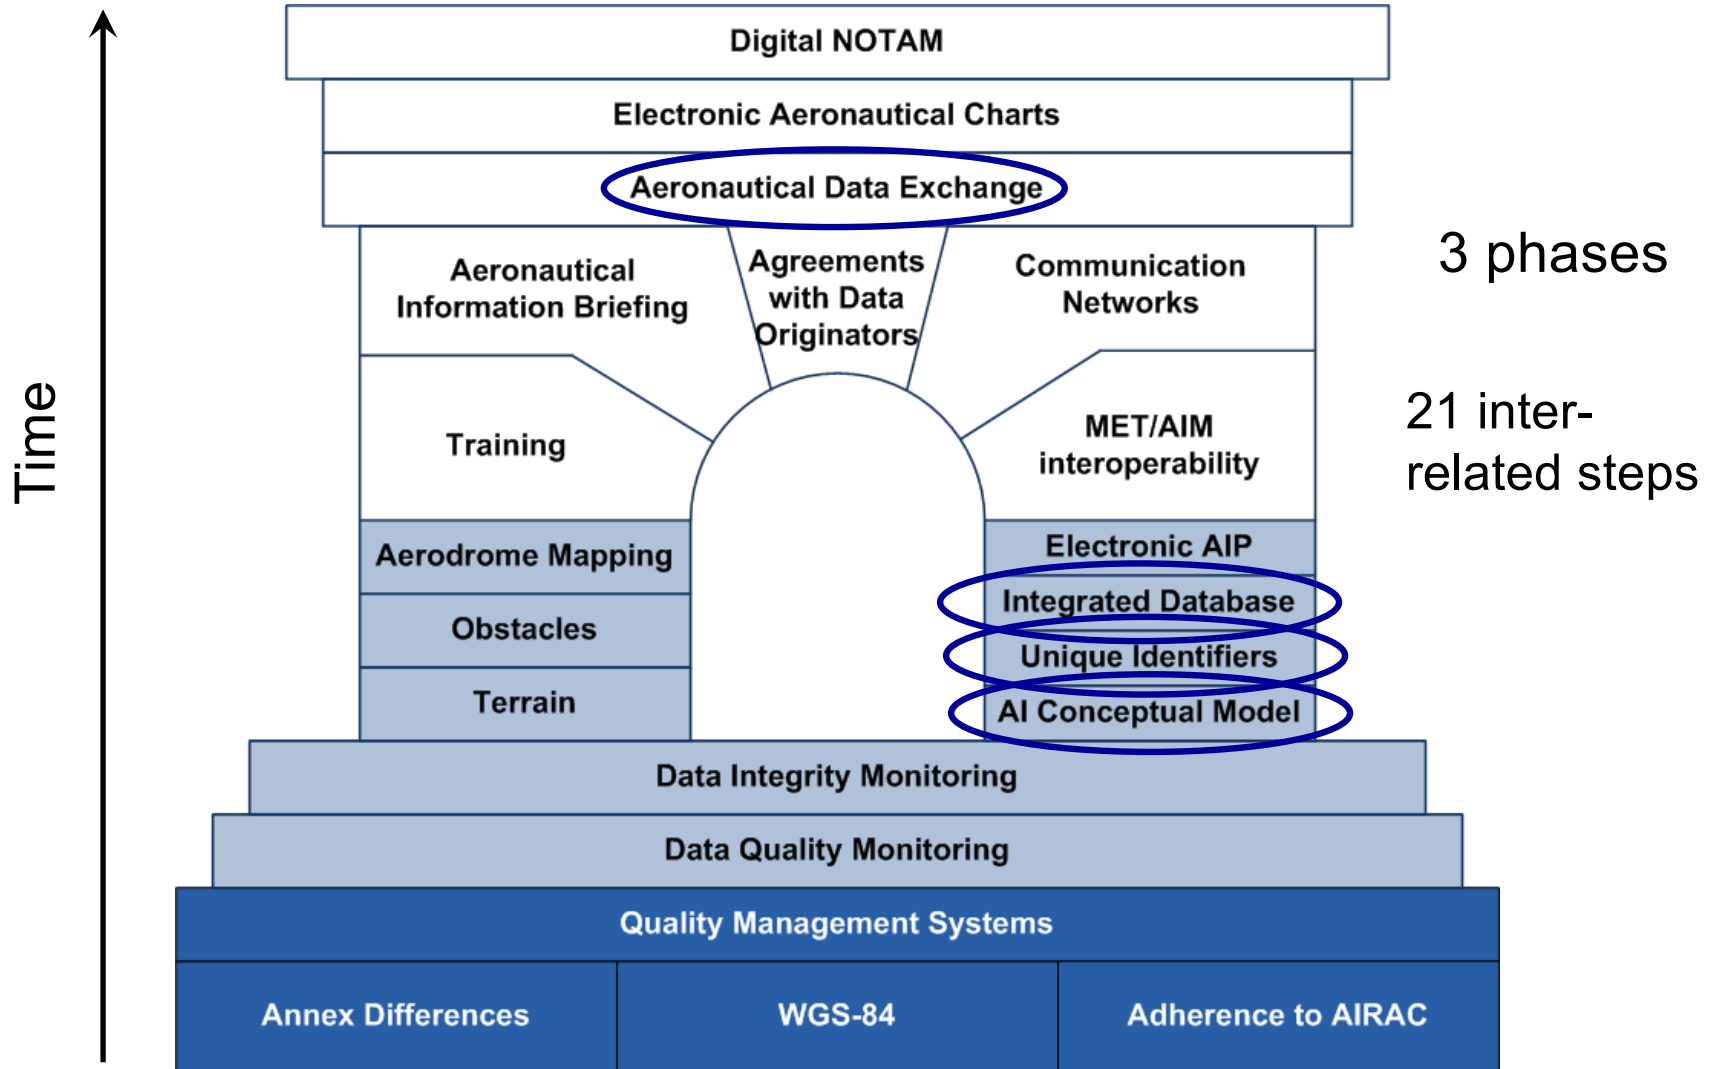 Digital NOTAM
Electronic Aeronautical Charts
Aeronautical Data Exchange
Aeronautical
Information Briefing
Agreements
with Data
Originators
Communication
Networks
3 phases
Time
Training
MET/AIM
interoperability
21 inter-
related steps
Aerodrome Mapping
Obstacles
Terrain
Electronic AIP
Integrated Database
Unique Identifiers
AI Conceptual Model
Data Integrity Monitoring
Data Quality Monitoring
Quality Management Systems
Annex Differences
WGS-84
Adherence to AIRAC